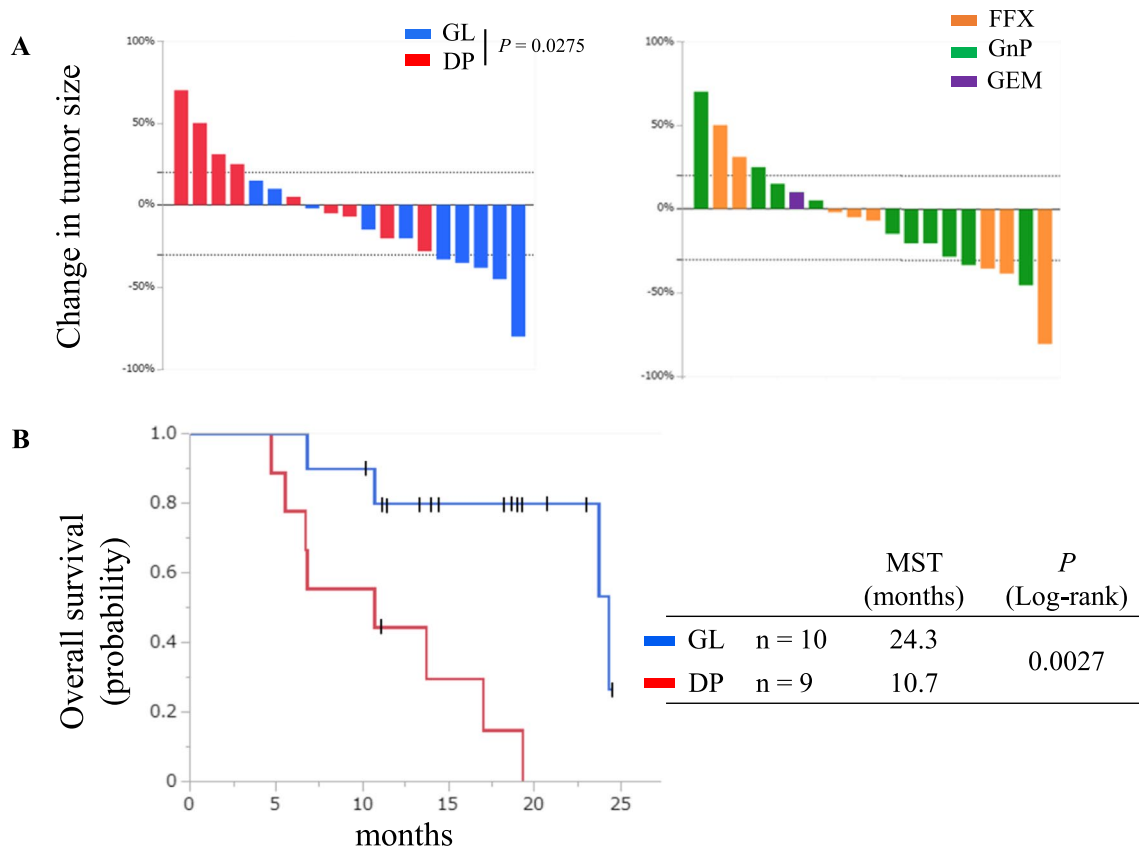 A
Change in tumor size
GL
DP
P = 0.0275
100%
50%
0%
-50%
-100%
FFX
GnP
GEM
100%
50%
0%
-50%
-100%
B
Overall survival
(probability)
1.0
0.8
0.6
0.4
0.2
0
0 5 10 15 20 25
months
MST P
(months) (Log-rank)
GL n = 10 24.3
0.0027
DP n = 9 10.7